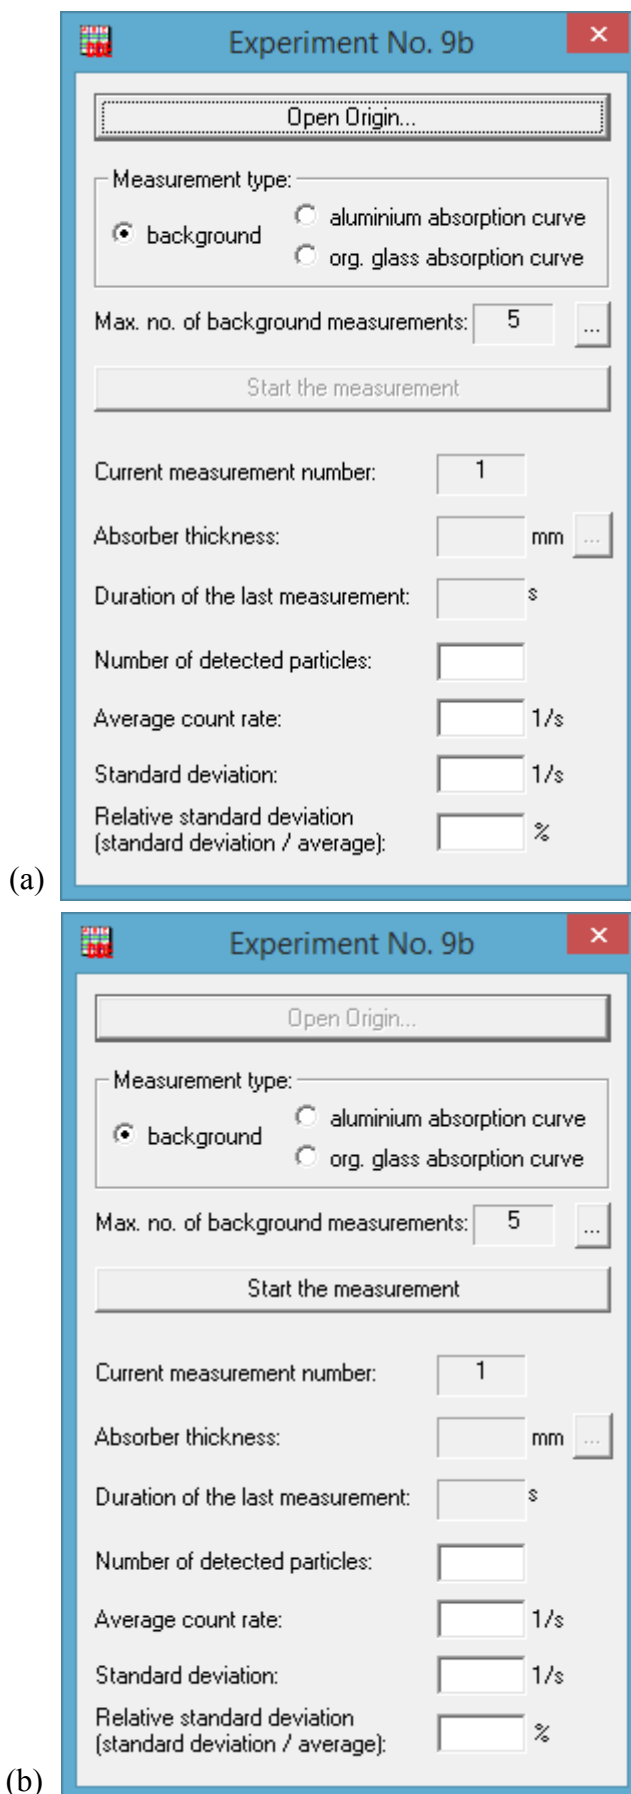 Experiment No. 9b
Open Origin...
Measurement type:
background
aluminium absorption curve
org. glass absorption curve
Max. no. of background measurements: 5 ...
Start the measurement
Current measurement number: 1
Absorber thickness: mm ...
Duration of the last measurement: s
Number of detected particles:
Average count rate: 1/s
Standard deviation: 1/s
Relative standard deviation
(standard deviation / average): %
(a)
Experiment No. 9b
Open Origin...
Measurement type:
background
aluminium absorption curve
org. glass absorption curve
Max. no. of background measurements: 5 ...
Start the measurement
Current measurement number: 1
Absorber thickness: mm ...
Duration of the last measurement: s
Number of detected particles:
Average count rate: 1/s
Standard deviation: 1/s
Relative standard deviation
(standard deviation / average): %
(b)